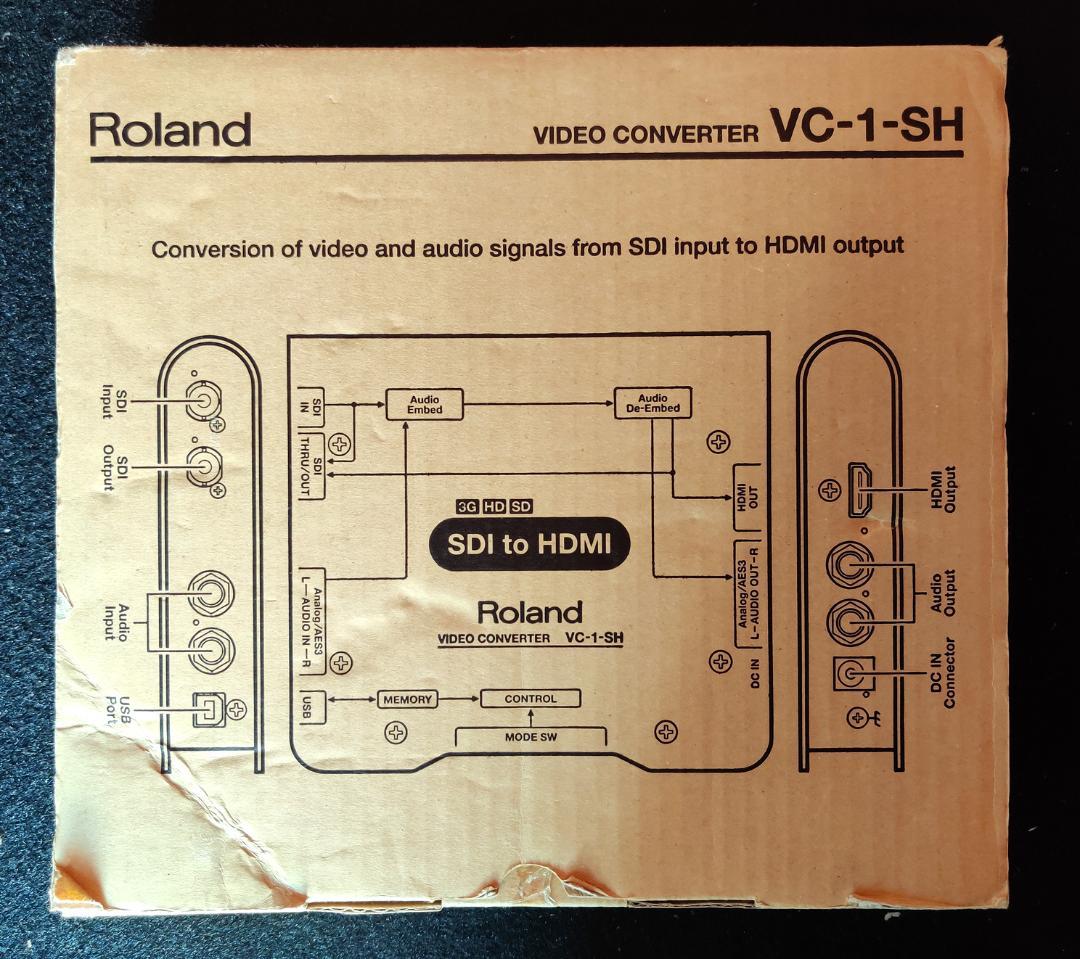 Roland
VIDEO CONVERTER VC-1-SH
Conversion of video and audio signals from SDI input to HDMI output
SDI
Input
SDI
Output
Audio
Input
USB
Port
SDI
IN
SDI
THRU/OUT
Analog/AES3
L—AUDIO IN—R
USB
Audio
Embed
Audio
De-Embed
3G HD SD
SDI to HDMI
Roland
VIDEO CONVERTER VC-1-SH
MEMORY
CONTROL
MODE SW
HDMI
OUT
Analog/AES3
L—AUDIO OUT—R
DC IN
HDMI
Output
Audio
Output
DC IN
Connector